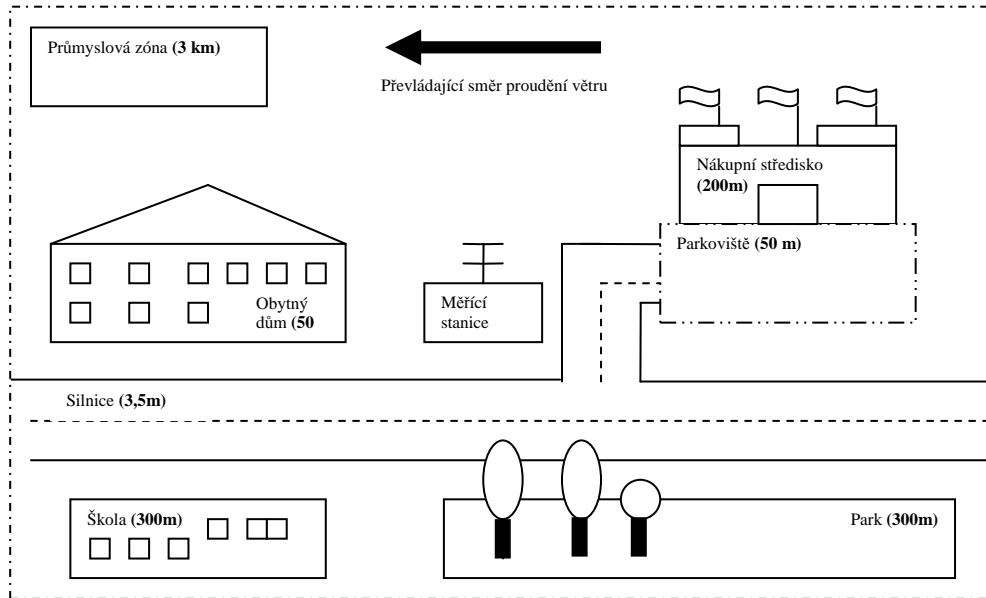 Průmyslová zóna (3 km)
Převládající směr proudění větru
Nákupní středisko
(200m)
Parkoviště (50 m)
Obytný
dům (50
Měřící
stanice
Silnice (3,5m)
Škola (300m)
Park (300m)